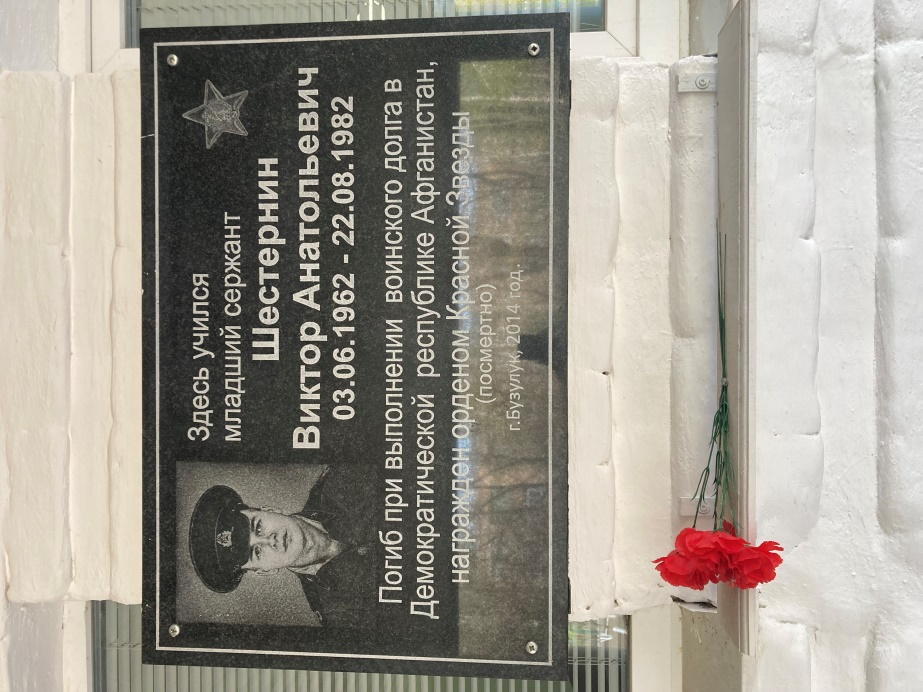 Здесь учился
младший сержант
Шестернин
Виктор Анатольевич
03.06.1962 - 22.08.1982
Погиб при выполнении воинского долга в
Демократической республике Афганистан,
награжден орденом Красной Звезды
(посмертно)
г.Бузулук, 2014 год.